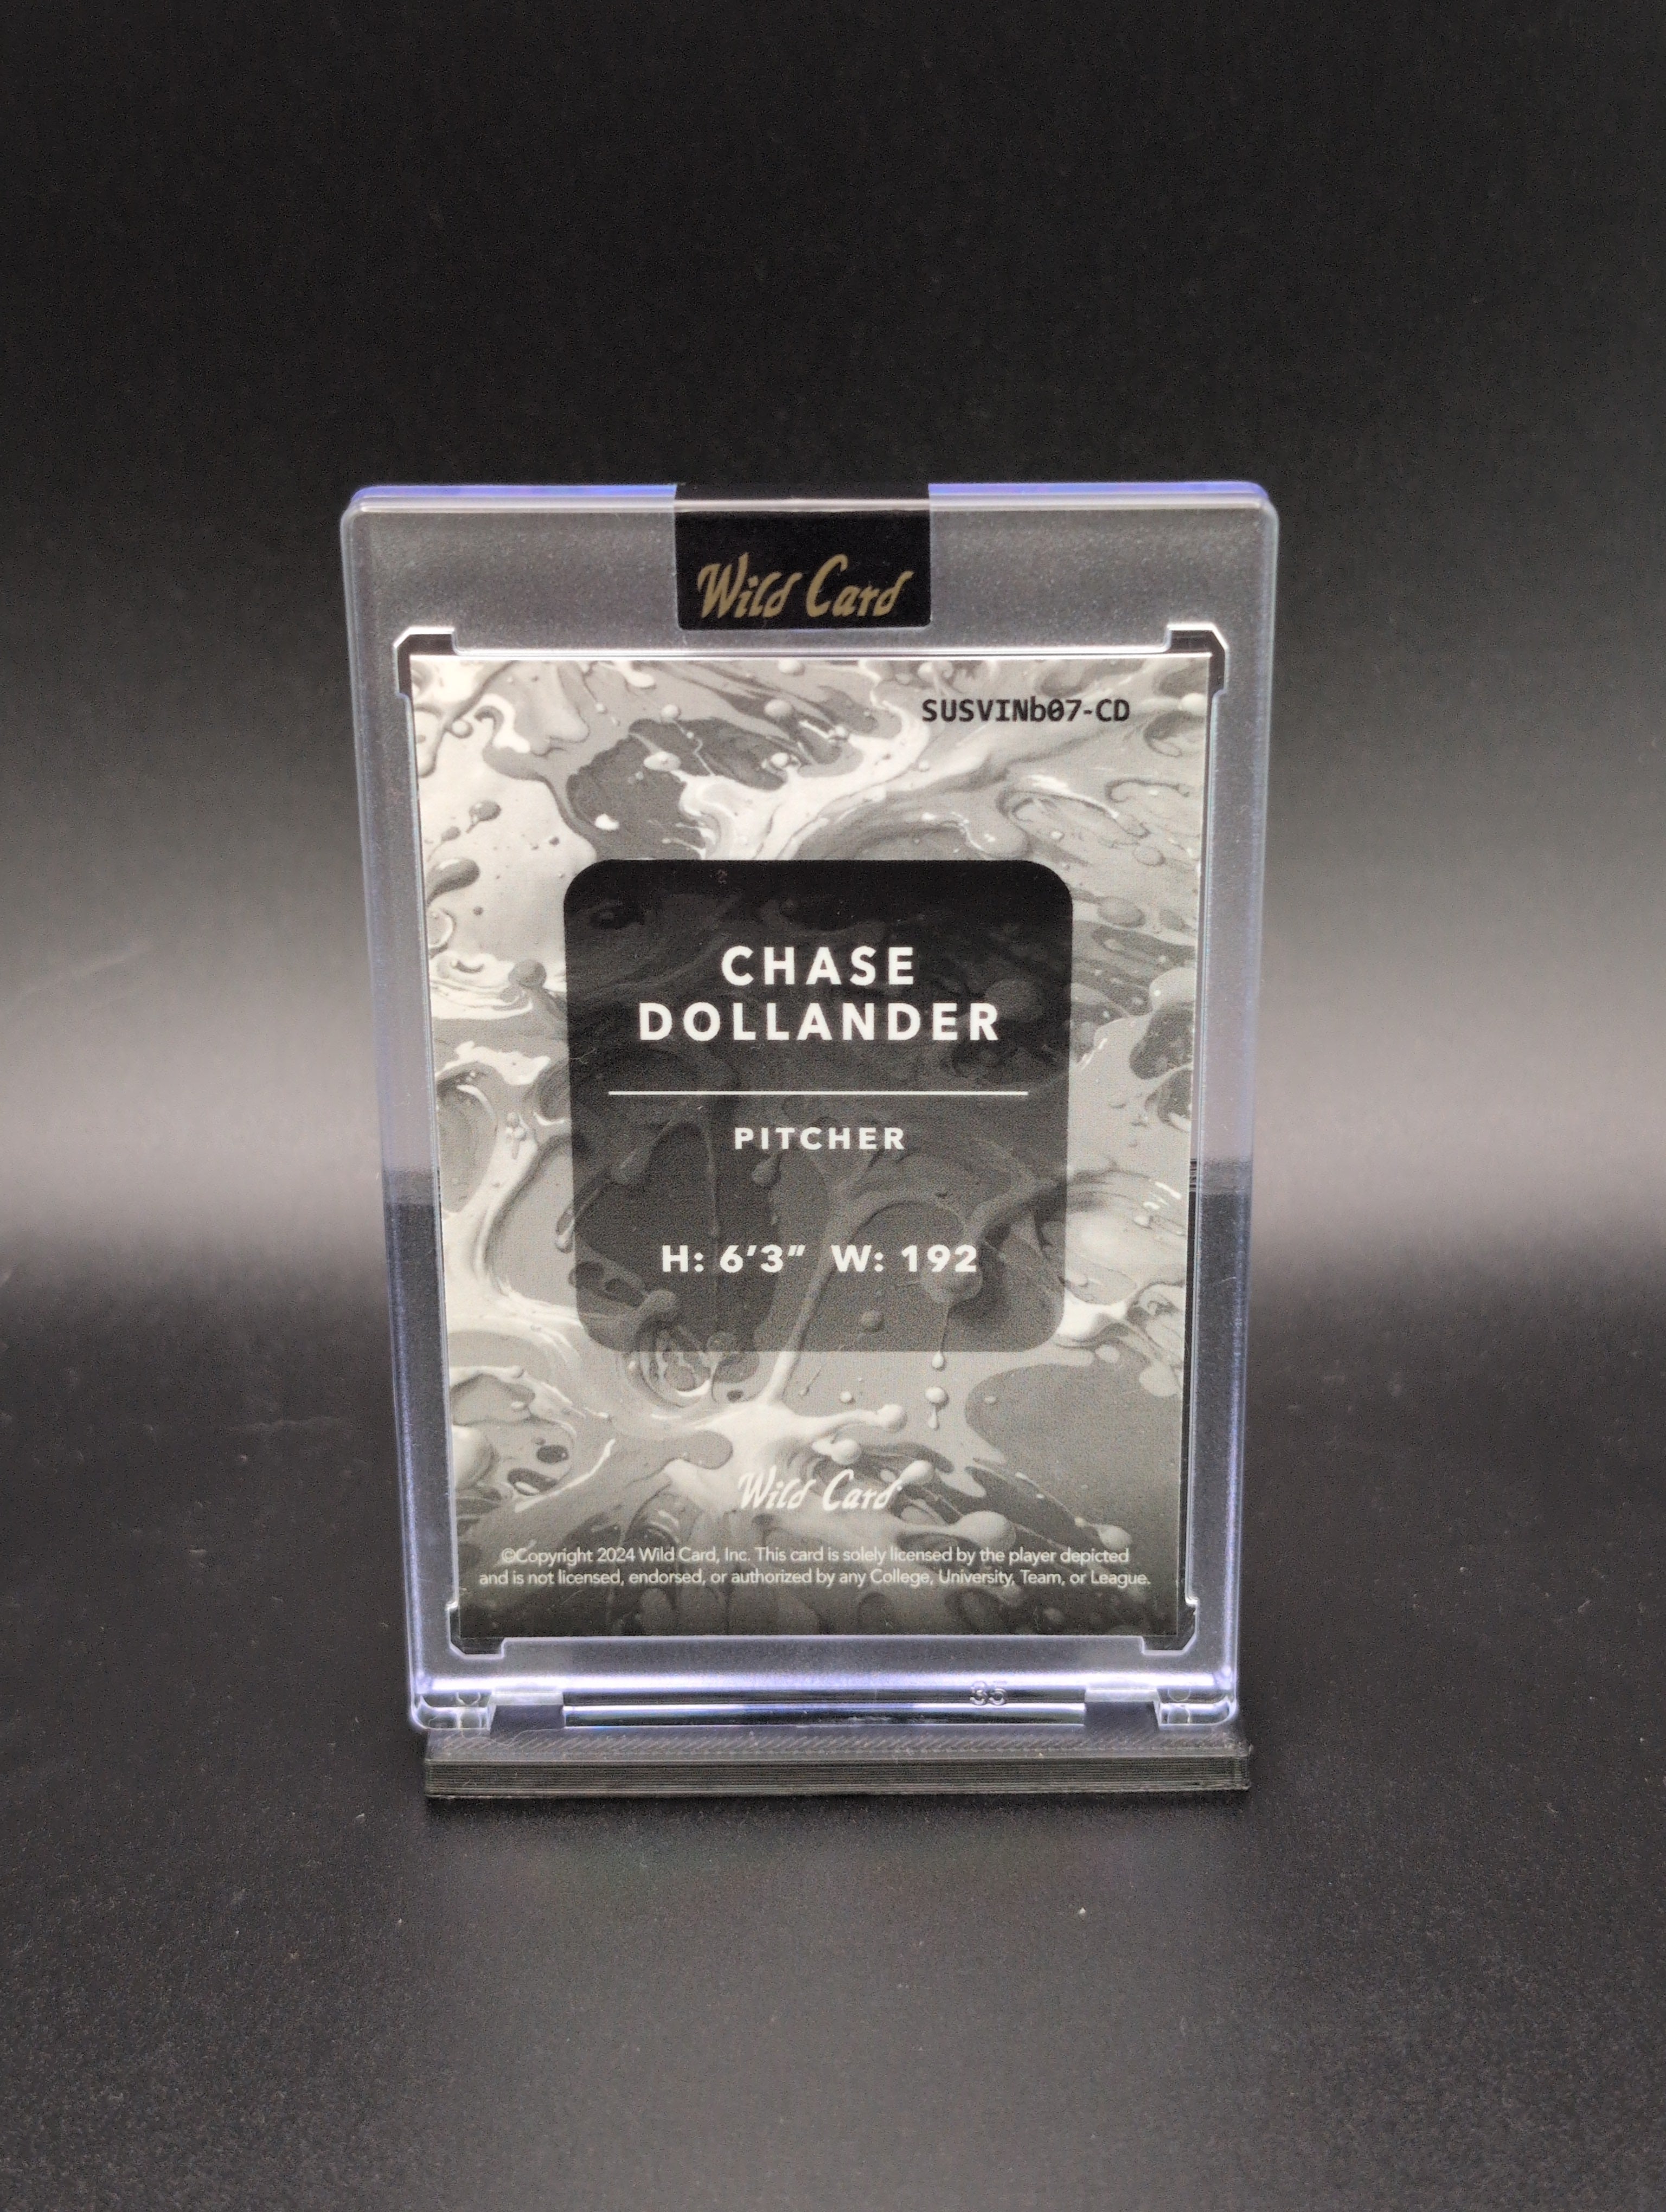 Wild Card
SUSVINb07-CD
CHASE
DOLLANDER
PITCHER
H: 6'3" W: 192
Wild Card
©Copyright 2024 Wild Card, Inc. This card is solely licensed by the player depicted
and is not licensed, endorsed, or authorized by any College, University, Team, or League.
35